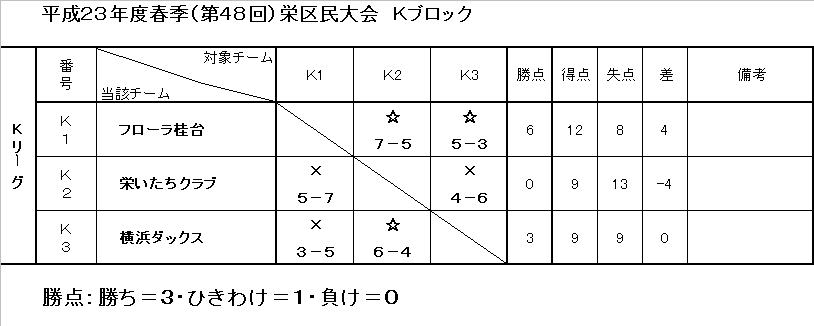 平成23年度春季(第48回)栄区民大会 Kブロック
Kリーグ 番号 対象チーム 当該チーム K1 K2 K3 勝点 得点 失点 差 備考
K1 フローラ桂台 ☆ 7-5 ☆ 5-3 6 12 8 4
K2 栄いたちクラブ × 5-7 × 4-6 0 9 13 -4
K3 横浜ダックス × 3-5 ☆ 6-4 3 9 9 0
勝点:勝ち=3・ひきわけ=1・負け=0